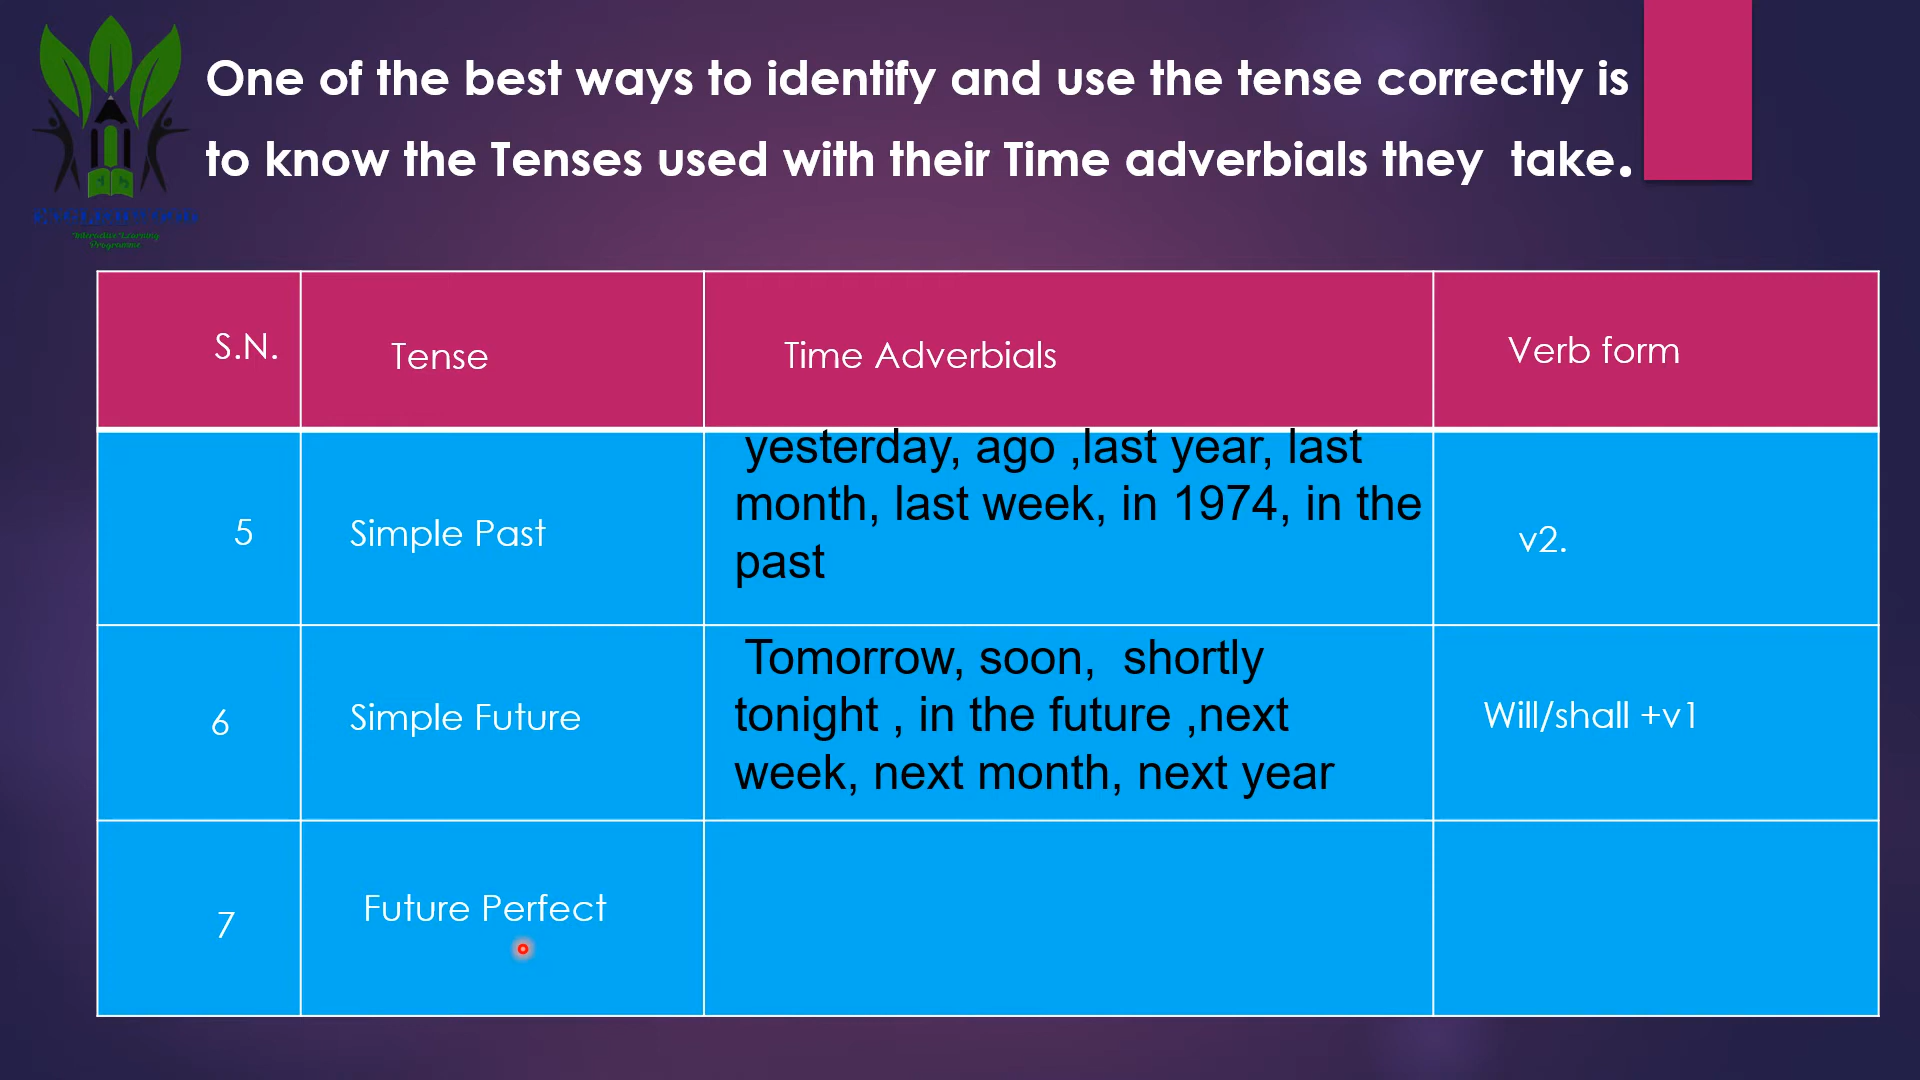 One of the best ways to identify and use the tense correctly is
to know the Tenses used with their Time adverbials they  take.
Interactive Learning
Programme
S.N.
Tense
Time Adverbials
Verb form
5
Simple Past
yesterday, ago ,last year, last
month, last week, in 1974, in the
past
v2.
6
Simple Future
Tomorrow, soon,  shortly
tonight , in the future ,next
week, next month, next year
Will/shall +v1
7
Future Perfect